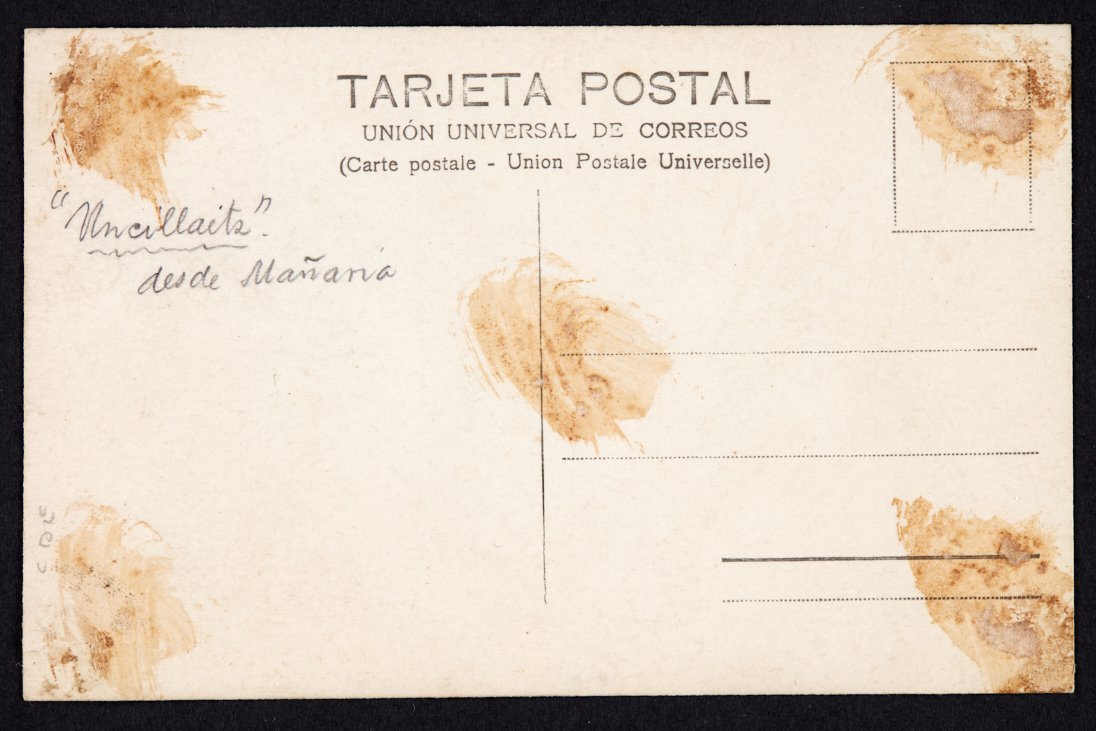 TARJETA POSTAL
UNIÓN UNIVERSAL DE CORREOS
(Carte postale - Union Postale Universelle)
"Uncillaitz".
desde Mañaria